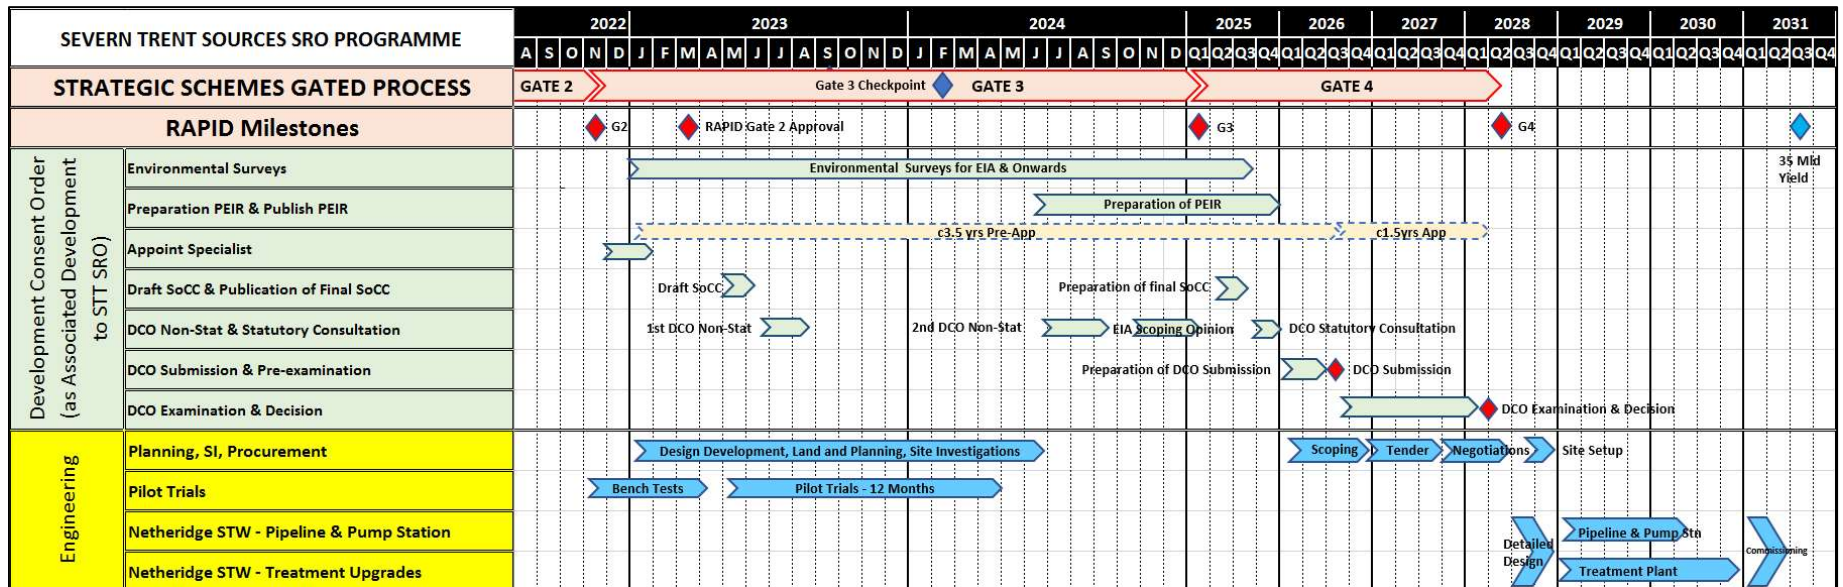 SEVERN TRENT SOURCES SRO PROGRAMME
2022 2023 2024 2025 2026 2027 2028 2029 2030 2031
A S O N D J F M A M J J A S O N D J F M A M J J A S O N D Q1 Q2 Q3 Q4 Q1 Q2 Q3 Q4 Q1 Q2 Q3 Q4 Q1 Q2 Q3 Q4 Q1 Q2 Q3 Q4 Q1 Q2 Q3 Q4 Q1 Q2 Q3 Q4
STRATEGIC SCHEMES GATED PROCESS
GATE 2 Gate 3 Checkpoint GATE 3 GATE 4
RAPID Milestones
G2 RAPID Gate 2 Approval G3 G4
35 Mld
Yield
Development Consent Order
(as Associated Development
to STT SRO)
Environmental Surveys
Environmental Surveys for EIA & Onwards
Preparation PEIR & Publish PEIR
Preparation of PEIR
c3.5 yrs Pre-App c1.5yrs App
Appoint Specialist
Draft SoCC & Publication of Final SoCC
Draft SoCC Preparation of final SoCC
DCO Non-Stat & Statutory Consultation
1st DCO Non-Stat 2nd DCO Non-Stat EIA Scoping Opinion DCO Statutory Consultation
DCO Submission & Pre-examination
Preparation of DCO Submission DCO Submission
DCO Examination & Decision
DCO Examination & Decision
Engineering
Planning, SI, Procurement
Design Development, Land and Planning, Site Investigations Scoping Tender Negotiations Site Setup
Pilot Trials
Bench Tests Pilot Trials - 12 Months
Netheridge STW - Pipeline & Pump Station
Detailed
Design
Pipeline & Pump Stn
Commissioning
Netheridge STW - Treatment Upgrades
Treatment Plant